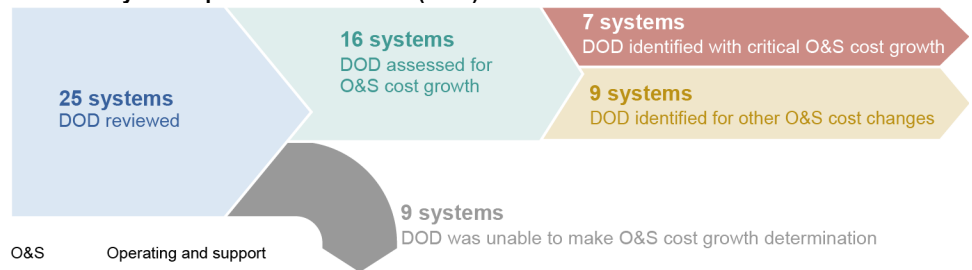 25 systems
DOD reviewed
16 systems
DOD assessed for
O&S cost growth
7 systems
DOD identified with critical O&S cost growth
9 systems
DOD identified for other O&S cost changes
9 systems
DOD was unable to make O&S cost growth determination
O&S Operating and support